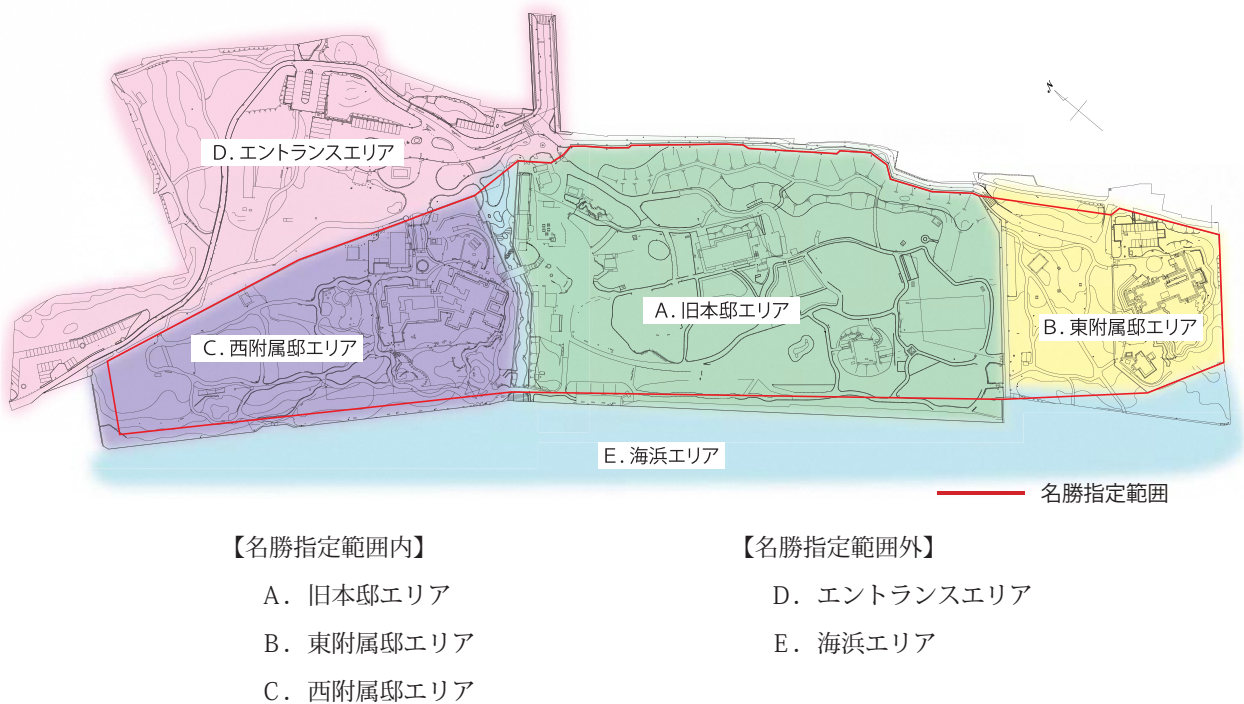 N
D. エントランスエリア
A. 旧本邸エリア
B. 東附属邸エリア
C. 西附属邸エリア
E. 海浜エリア
名勝指定範囲
【名勝指定範囲内】
A. 旧本邸エリア
B. 東附属邸エリア
C. 西附属邸エリア
【名勝指定範囲外】
D. エントランスエリア
E. 海浜エリア